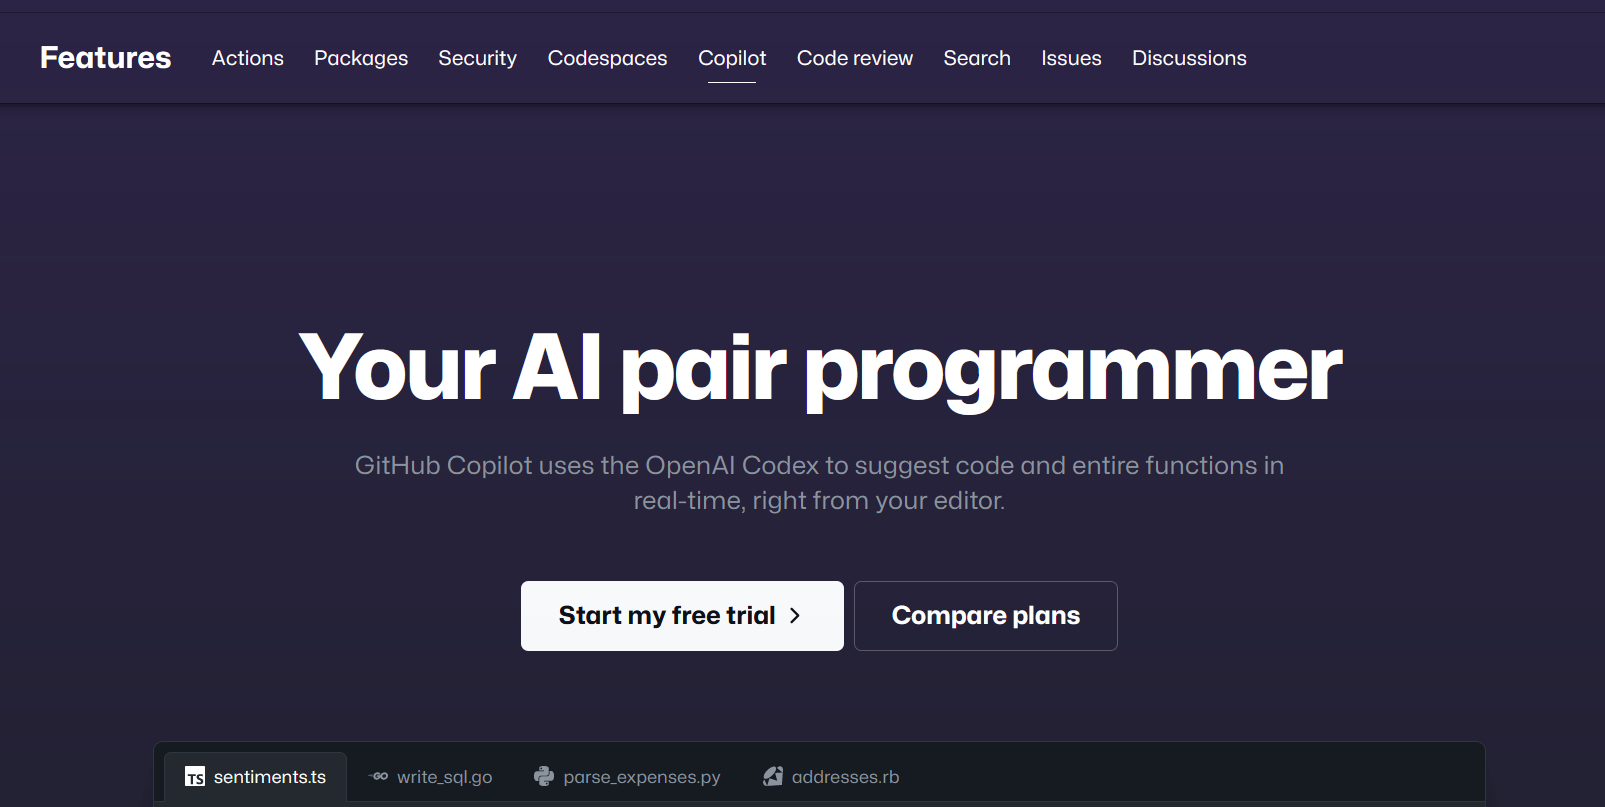 Features Actions Packages Security Codespaces Copilot Code review Search Issues Discussions
Your AI pair programmer
GitHub Copilot uses the OpenAI Codex to suggest code and entire functions in
real-time, right from your editor.
Start my free trial Compare plans
TS sentiments.ts GO write_sql.go parse_expenses.py addresses.rb